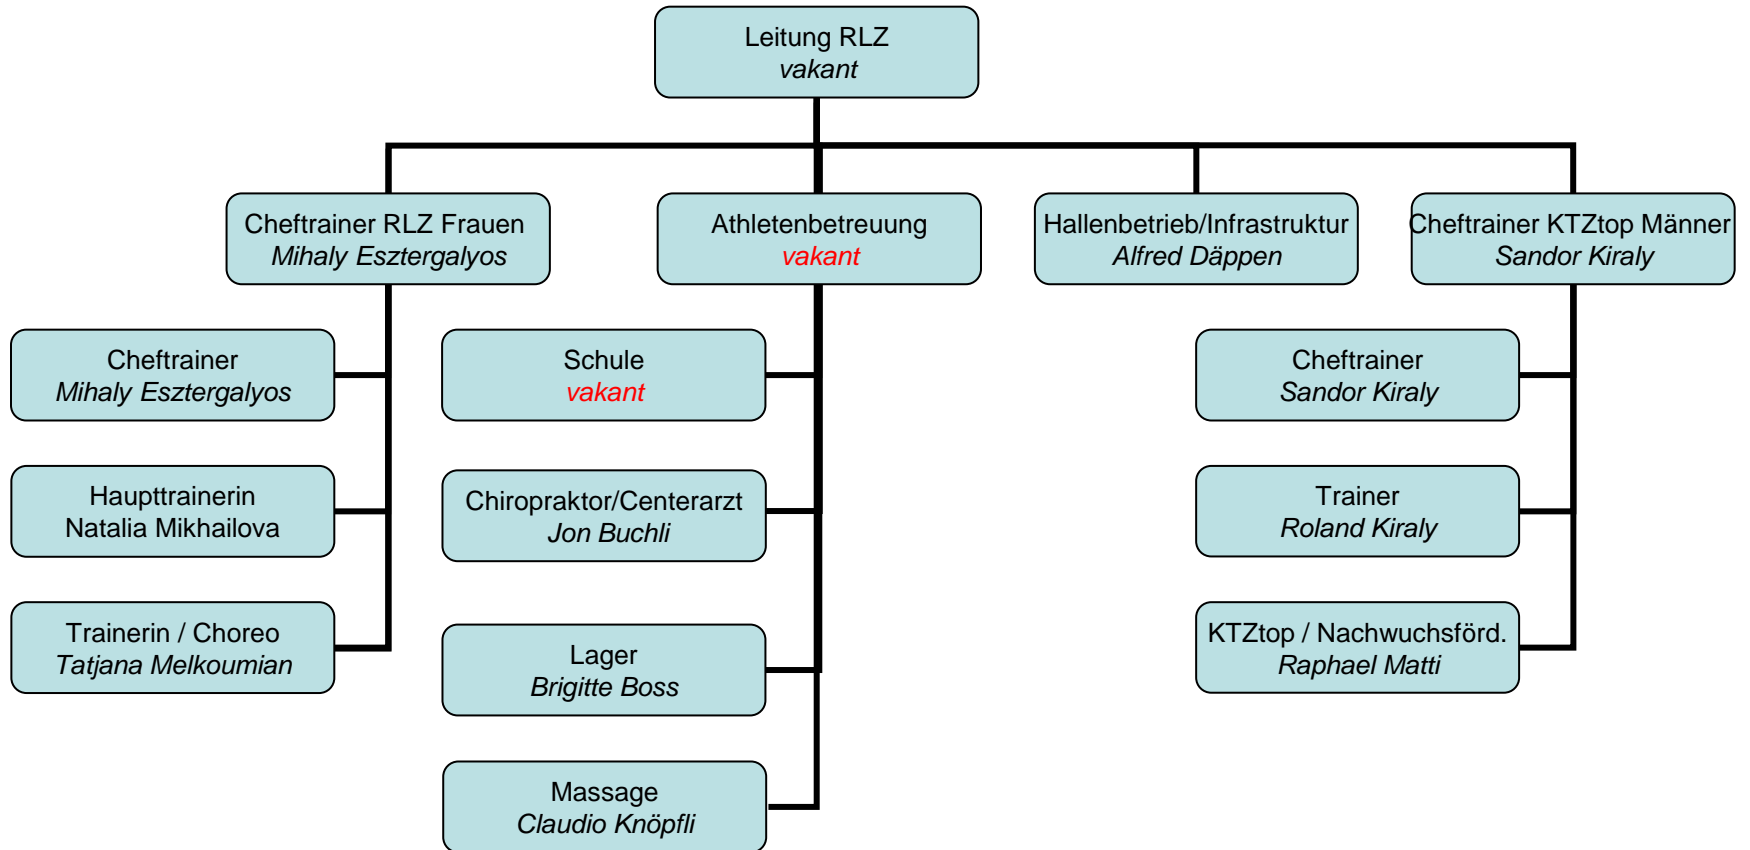 Leitung RLZ
vakant
Cheftrainer RLZ Frauen
Mihaly Esztergalyos
Athletenbetreuung
vakant
Hallenbetrieb/Infrastruktur
Alfred Däppen
Cheftrainer KTZtop Männer
Sandor Kiraly
Cheftrainer
Mihaly Esztergalyos
Haupttrainerin
Natalia Mikhailova
Trainerin / Choreo
Tatjana Melkoumian
Schule
vakant
Chiropraktor/Centerarzt
Jon Buchli
Lager
Brigitte Boss
Massage
Claudio Knöpfli
Cheftrainer
Sandor Kiraly
Trainer
Roland Kiraly
KTZtop / Nachwuchsförd.
Raphael Matti